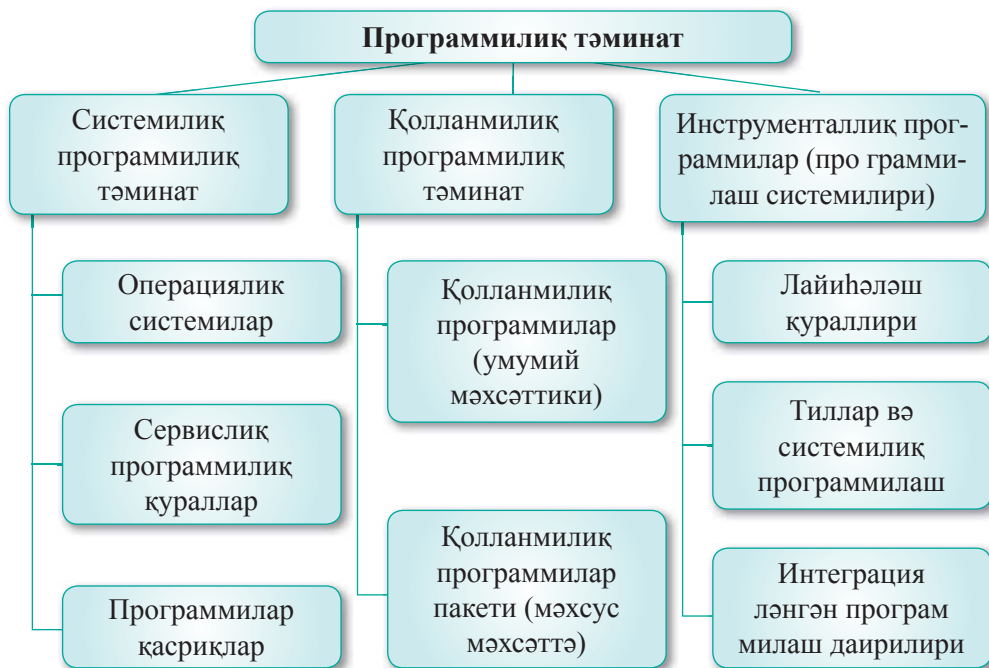 Программилиқ тәминат
Системилиқ
программилиқ
тәминат
Қолланмилиқ
программилиқ
тәминат
Инструменталлиқ прог-
раммилар (про грамми-
лаш системилири)
Операциялик
системилар
Сервислиқ
программилиқ
қураллар
Программилар
қасриқлар
Қолланмилиқ
программилар
(умумий
мәхсәттики)
Қолланмилиқ
программилар
пакети (мәхсус
мәхсәттә)
Лайиһәләш
қураллири
Тиллар вә
системилиқ
программилаш
Интеграция
ләнгән програм
милаш даирилири